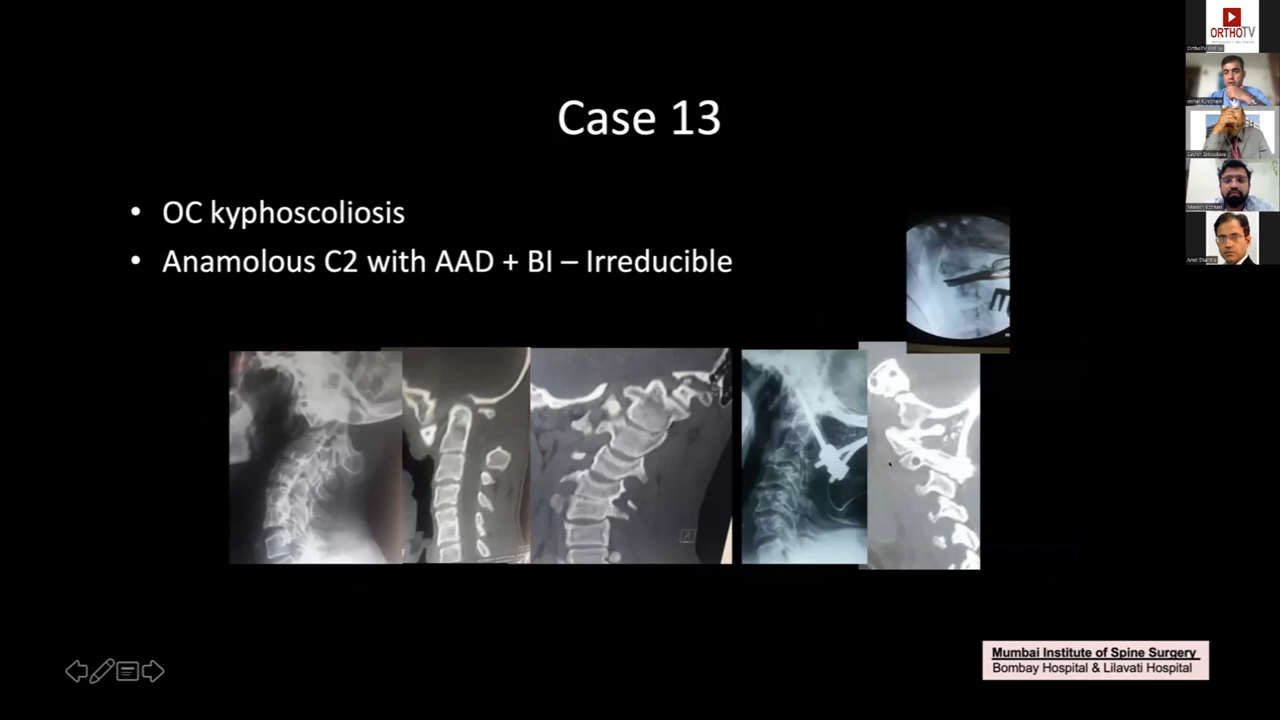 Case 13
• OC kyphoscoliosis
• Anamolous C2 with AAD + BI – Irreducible
Mumbai Institute of Spine Surgery
Bombay Hospital & Lilavati Hospital
ORTHOTV
A